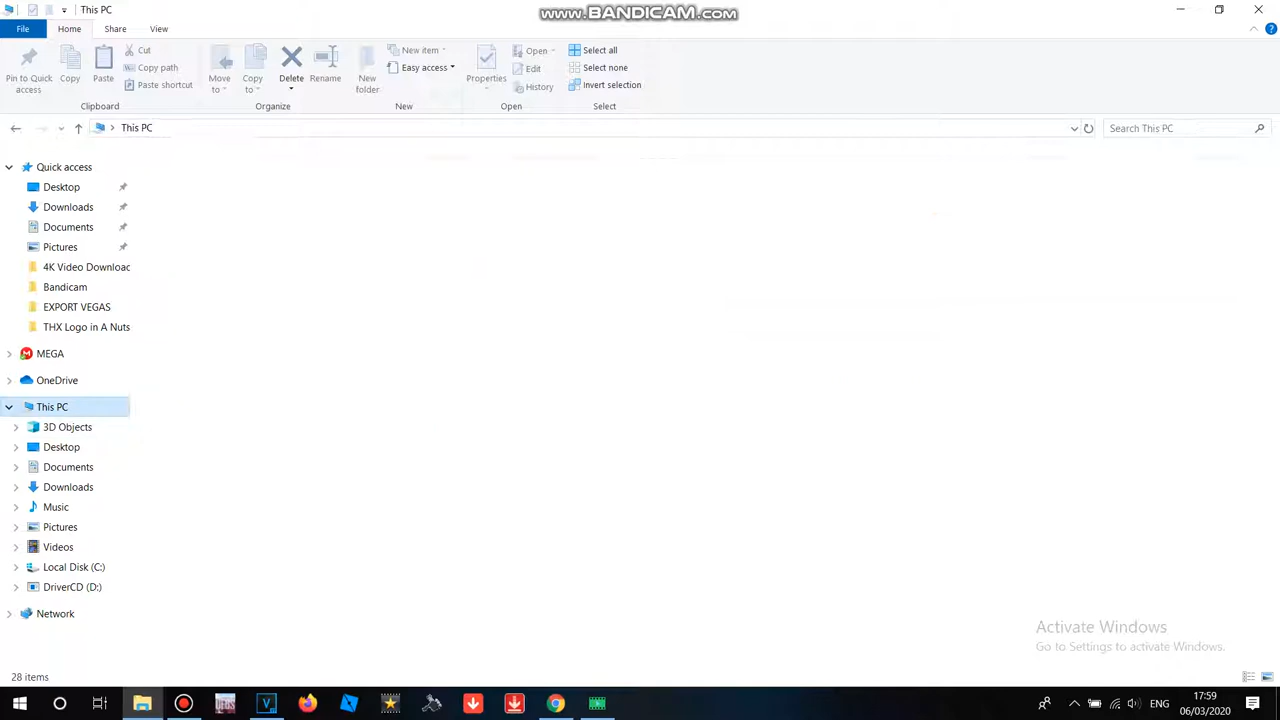 This PC
www.BANDICAM.com
File
Home
Share
View
Pin to Quick access
Copy
Paste
Cut
Copy path
Paste shortcut
Clipboard
Move to
Copy to
Delete
Rename
Organize
New folder
New item
Easy access
New
Properties
Open
Edit
History
Open
Select all
Select none
Invert selection
Select
This PC
Search This PC
Quick access
Desktop
Downloads
Documents
Pictures
4K Video Downloac
Bandicam
EXPORT VEGAS
THX Logo in A Nuts
MEGA
OneDrive
This PC
3D Objects
Desktop
Documents
Downloads
Music
Pictures
Videos
Local Disk (C:)
DriverCD (D:)
Network
Activate Windows
Go to Settings to activate Windows.
28 items
V
ENG
17:59
06/03/2020